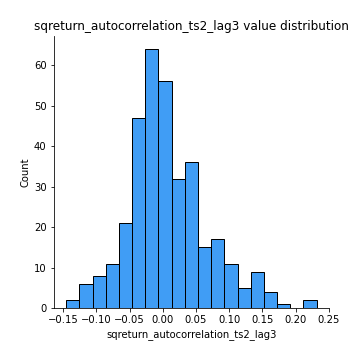 sqreturn_autocorrelation_ts2_lag3 value distribution
60
50
40
30
20
10
0
Count
−0.15 −0.10 −0.05 0.00 0.05 0.10 0.15 0.20 0.25
sqreturn_autocorrelation_ts2_lag3